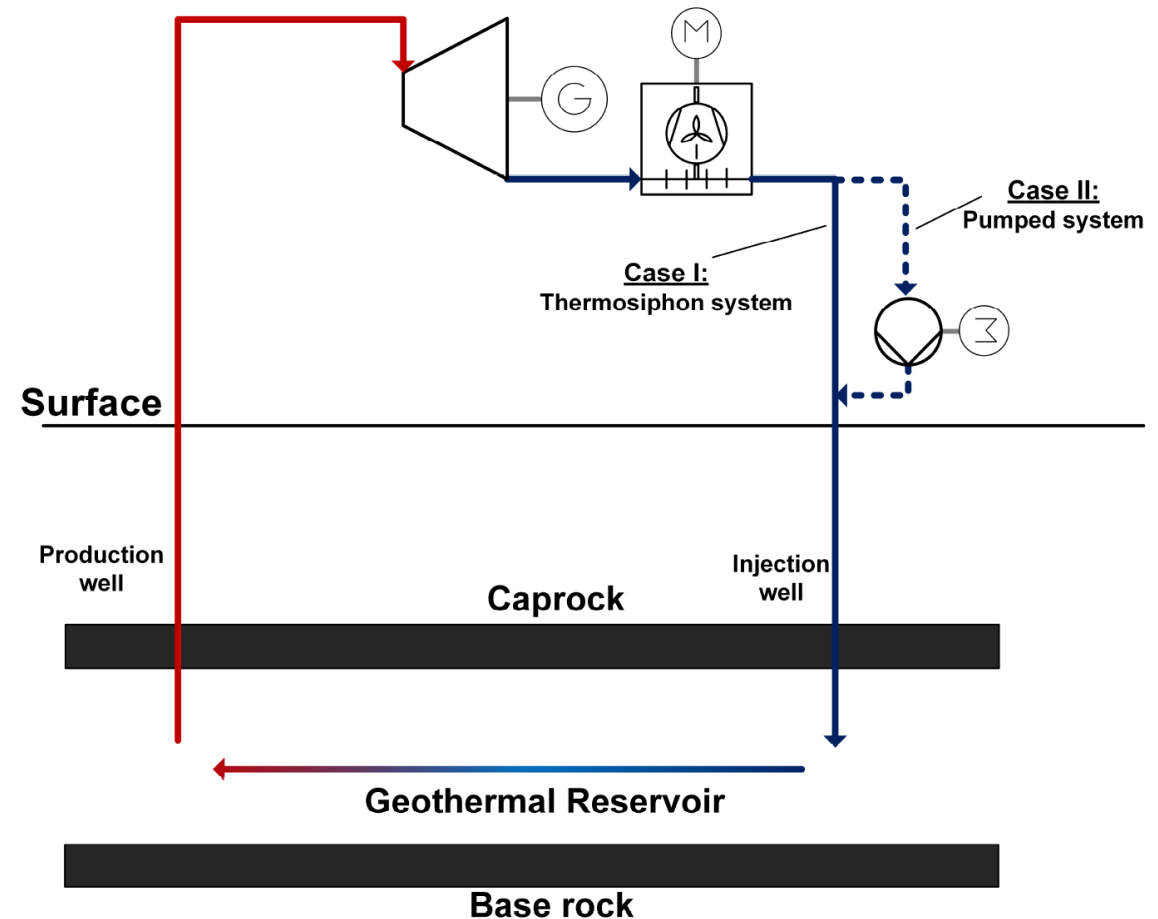 M
G
Case II:
Pumped system
Case I:
Thermosiphon system
M
Surface
Production
well
Injection
well
Caprock
Geothermal Reservoir
Base rock